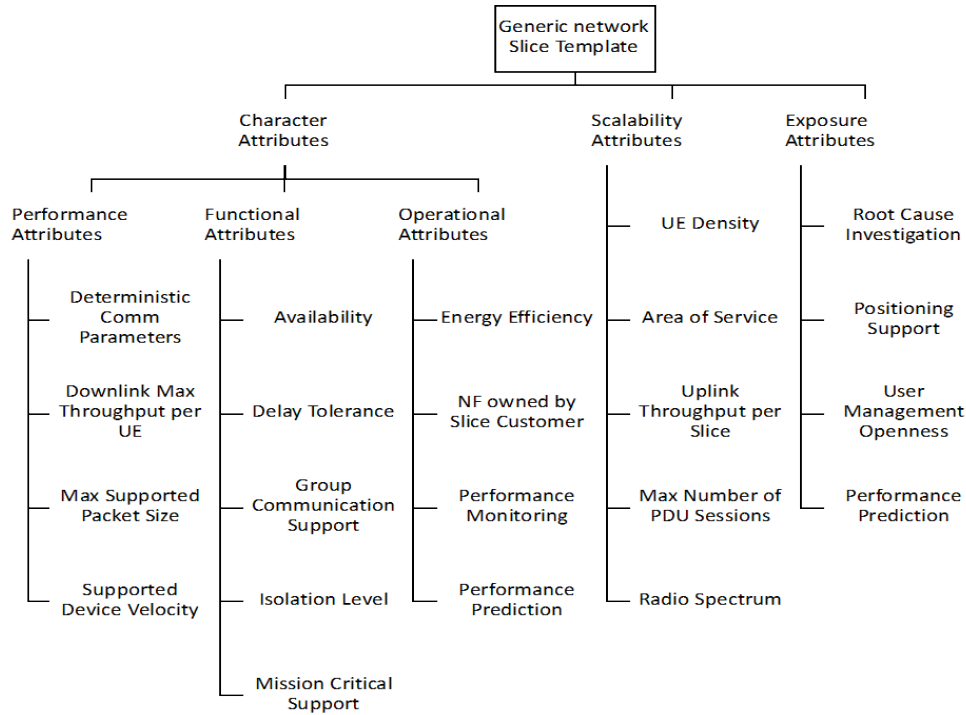 Generic network
Slice Template
Character
Attributes
Scalability
Attributes
Exposure
Attributes
Performance
Attributes
Functional
Attributes
Operational
Attributes
Deterministic
Comm
Parameters
Downlink Max
Throughput per
UE
Max Supported
Packet Size
Supported
Device Velocity
Availability
Delay Tolerance
Group
Communication
Support
Isolation Level
Mission Critical
Support
Energy Efficiency
NF owned by
Slice Customer
Performance
Monitoring
Performance
Prediction
UE Density
Area of Service
Uplink
Throughput per
Slice
Max Number of
PDU Sessions
Radio Spectrum
Root Cause
Investigation
Positioning
Support
User
Management
Openness
Performance
Prediction